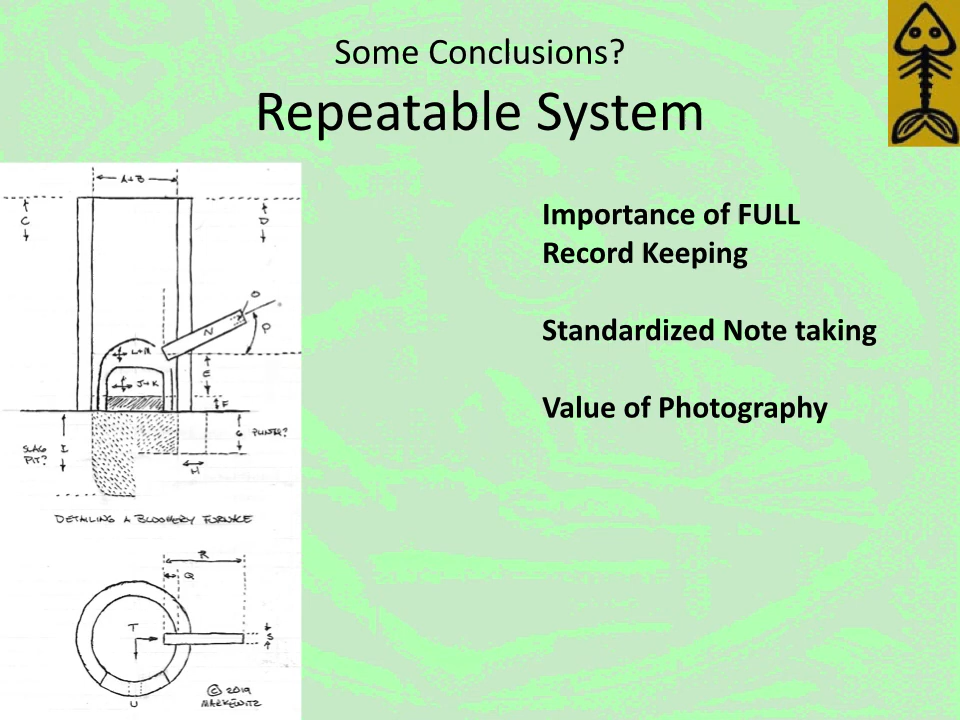 Some Conclusions?
Repeatable System
Importance of FULL
Record Keeping
Standardized Note taking
Value of Photography
A+B
C
D
O
N
P
L+M
E
J+K
F
SLAG
PIT?
I
G
PLINTH?
H
DETAILING A BLOOMERY FURNACE
R
Q
T
S
U
© 2019
MARKEWITZ